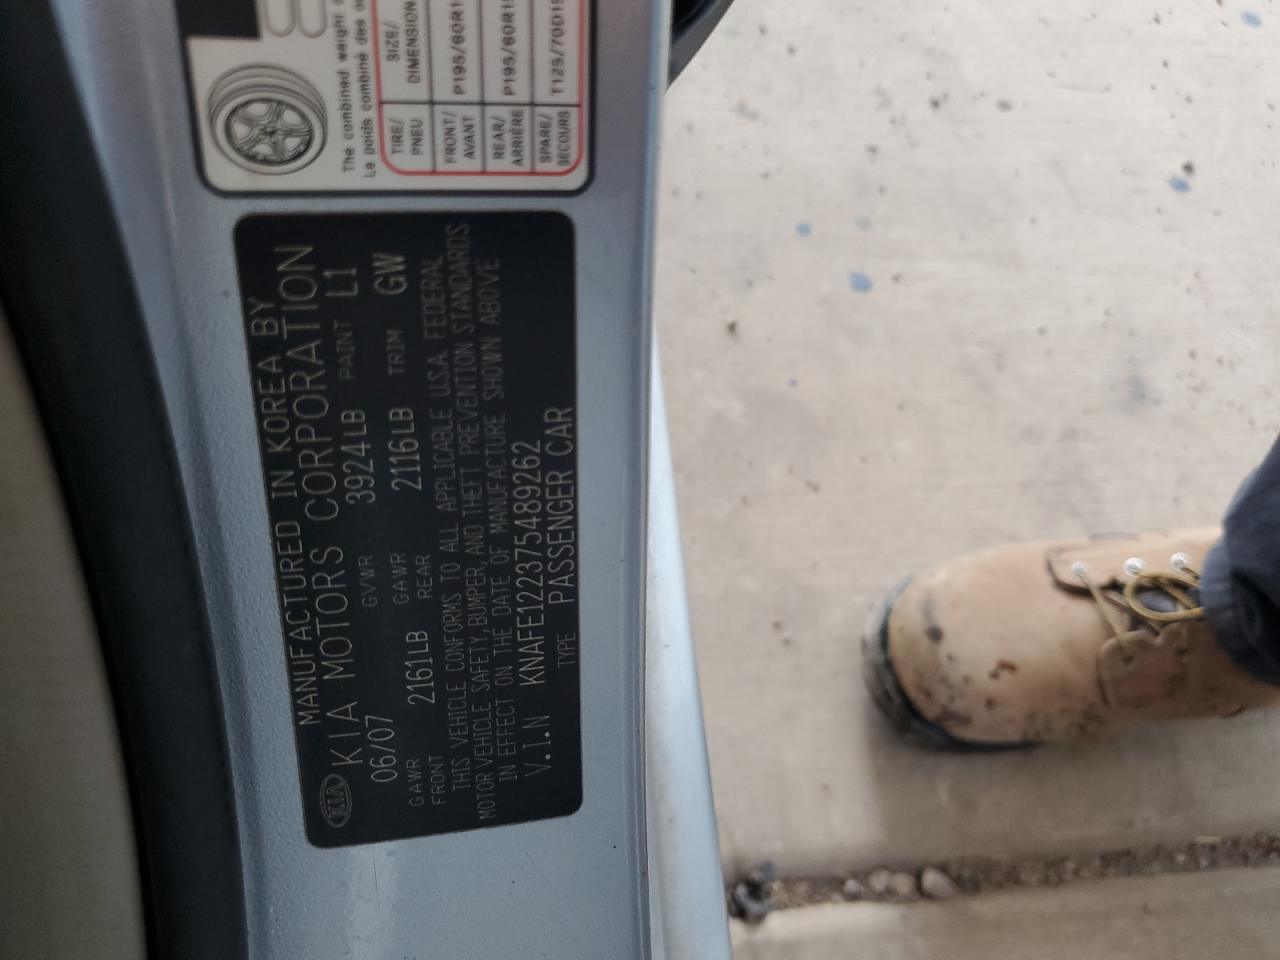 MANUFACTURED IN KOREA BY
KIA KIA MOTORS CORPORATION
06/07 GVWR 3924LB PAINT L1
GAWR FRONT 2161LB GAWR REAR 2116LB TRIM GW
THIS VEHICLE CONFORMS TO ALL APPLICABLE U.S.A. FEDERAL
MOTOR VEHICLE SAFETY, BUMPER, AND THEFT PREVENTION STANDARDS
IN EFFECT ON THE DATE OF MANUFACTURE SHOWN ABOVE
V.I.N KNAFE122375489262
TYPE PASSENGER CAR
The combined weight
Le poids combiné des
TIRE/ PNEU SIZE/ DIMENSION
FRONT/ AVANT P195/60R1
REAR/ ARRIÈRE P195/60R1
SPARE/ SECOURS T125/70D15